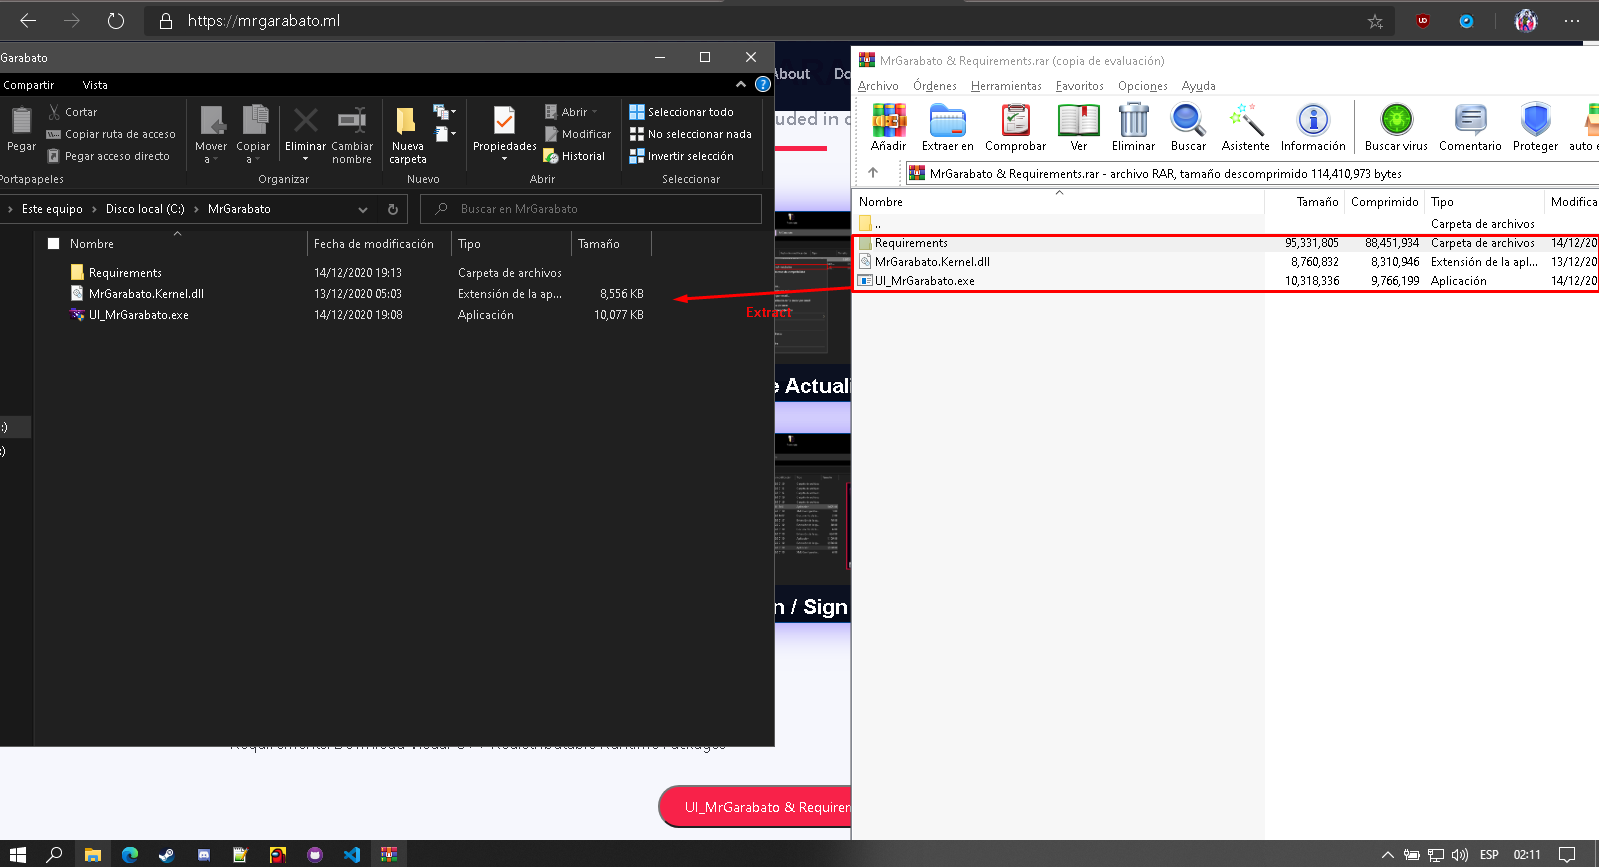 https://mrgarabato.ml
Garabato
Compartir Vista
Pegar
Cortar
Copiar ruta de acceso
Pegar acceso directo
Mover a
Copiar a
Eliminar
Cambiar nombre
Nueva carpeta
Propiedades
Abrir
Modificar
Historial
Seleccionar todo
No seleccionar nada
Invertir selección
Portapapeles Organizar Nuevo Abrir Seleccionar
Este equipo > Disco local (C:) > MrGarabato
Buscar en MrGarabato
Nombre Fecha de modificación Tipo Tamaño
Requirements 14/12/2020 19:13 Carpeta de archivos
MrGarabato.Kernel.dll 13/12/2020 05:03 Extensión de la ap... 8,556 KB
UI_MrGarabato.exe 14/12/2020 19:08 Aplicación 10,077 KB
:)
:)
About Do
uded in c
Extract
e Actuali
n / Sign
UI_MrGarabato & Requirem
MrGarabato & Requirements.rar (copia de evaluación)
Archivo Órdenes Herramientas Favoritos Opciones Ayuda
Añadir Extraer en Comprobar Ver Eliminar Buscar Asistente Información Buscar virus Comentario Proteger auto e
MrGarabato & Requirements.rar - archivo RAR, tamaño descomprimido 114,410,973 bytes
Nombre Tamaño Comprimido Tipo Modifica
.. Carpeta de archivos
Requirements 95,331,805 88,451,934 Carpeta de archivos 14/12/20
MrGarabato.Kernel.dll 8,760,832 8,310,946 Extensión de la apl... 13/12/20
UI_MrGarabato.exe 10,318,336 9,766,199 Aplicación 14/12/20
ESP 02:11